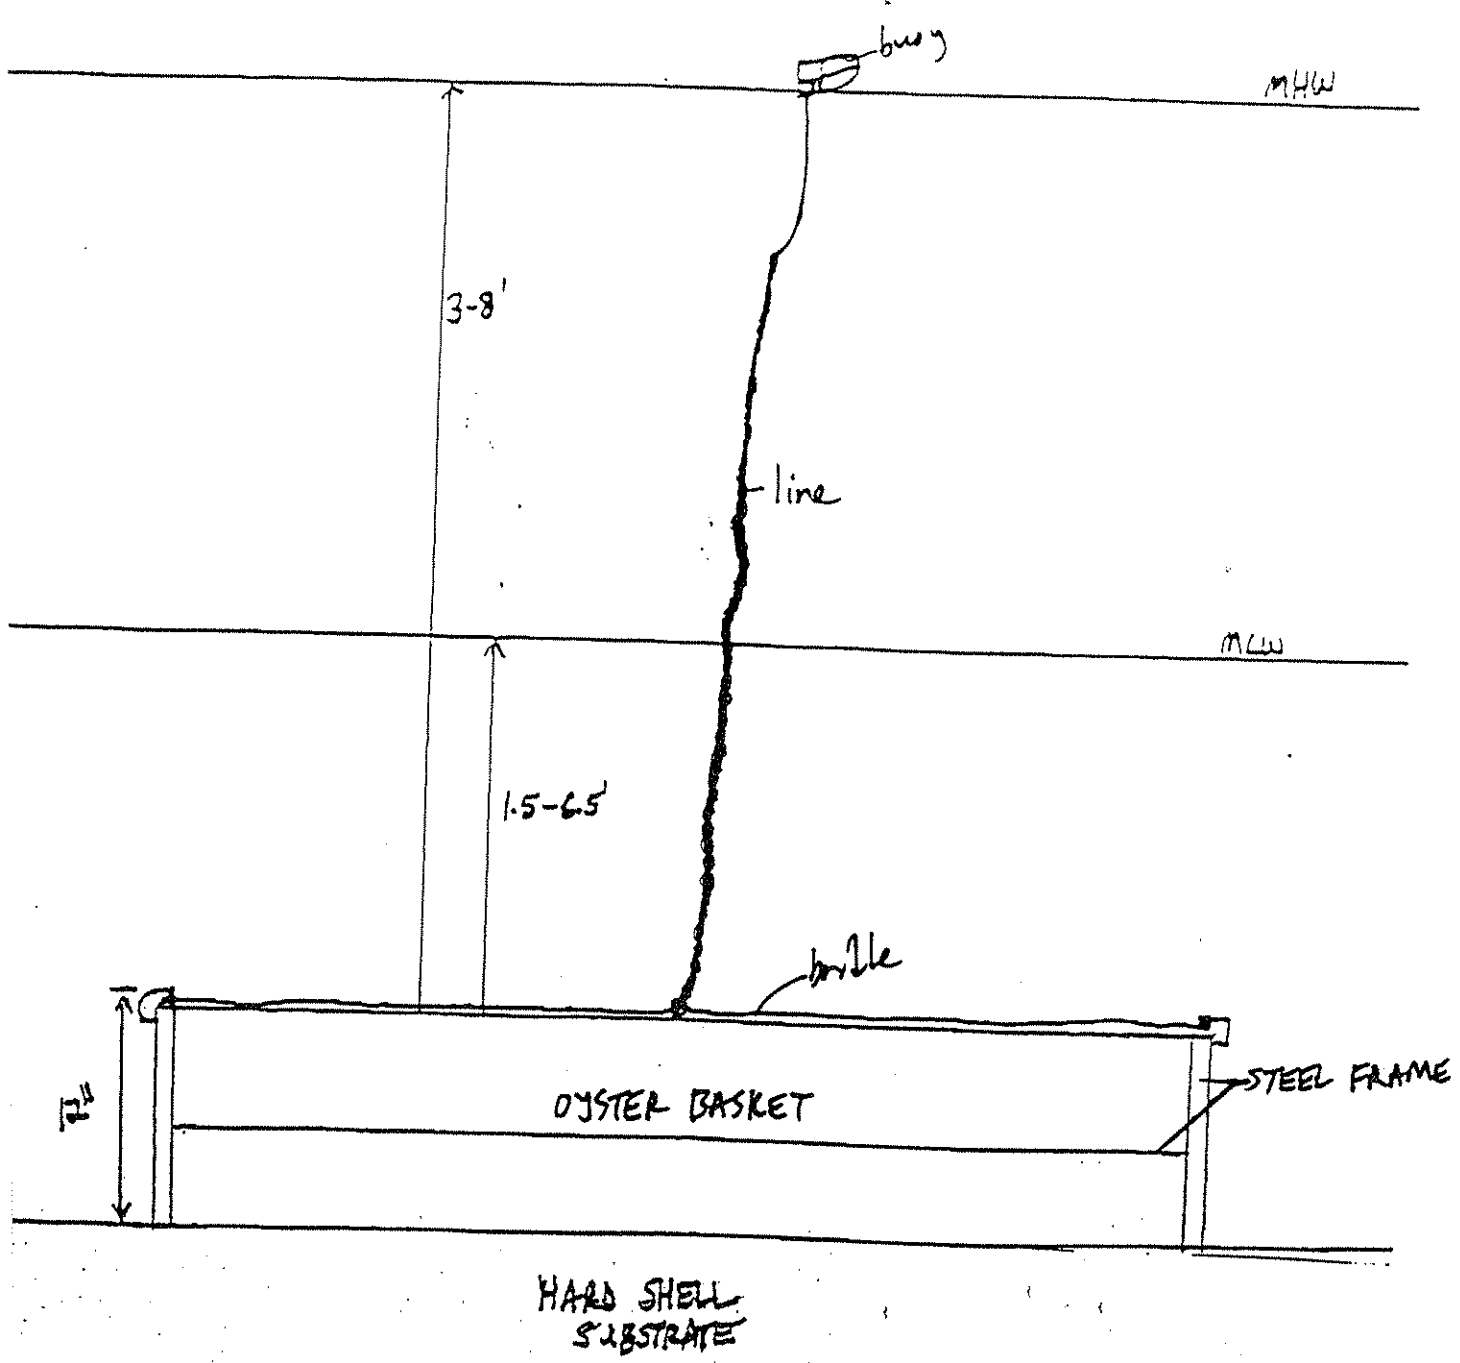 buoy
MHW
3-8'
line
MLW
1.5-6.5'
bridle
STEEL FRAME
OYSTER BASKET
12"
HARD SHELL
SUBSTRATE